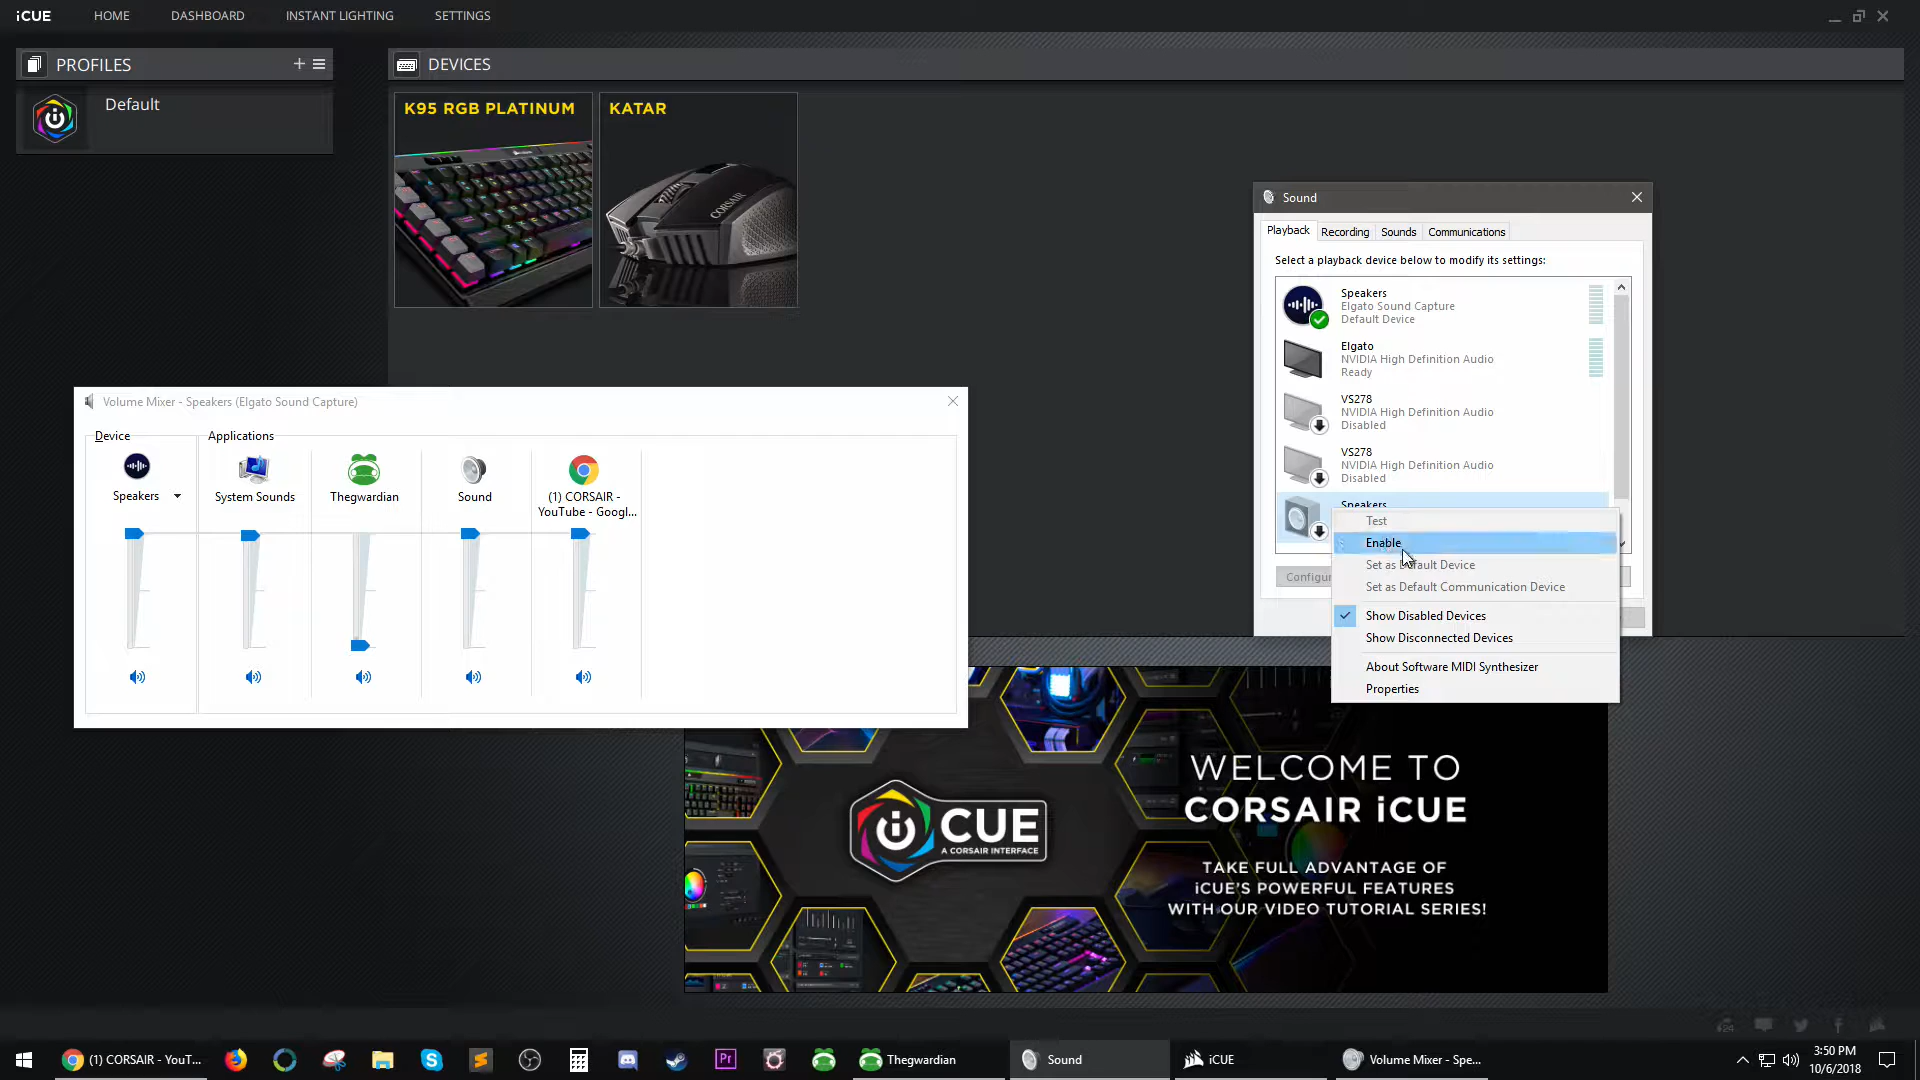 iCUE
HOME
DASHBOARD
INSTANT LIGHTING
SETTINGS
PROFILES
Default
DEVICES
K95 RGB PLATINUM
KATAR
CORSAIR
Sound
Playback
Recording
Sounds
Communications
Select a playback device below to modify its settings:
Speakers
Elgato Sound Capture
Default Device
Elgato
NVIDIA High Definition Audio
Ready
VS278
NVIDIA High Definition Audio
Disabled
VS278
NVIDIA High Definition Audio
Disabled
Speakers
Test
Enable
Set as Default Device
Set as Default Communication Device
Show Disabled Devices
Show Disconnected Devices
About Software MIDI Synthesizer
Properties
Configur
Volume Mixer - Speakers (Elgato Sound Capture)
Device
Applications
Speakers
System Sounds
Thegwardian
Sound
(1) CORSAIR -
YouTube - Googl...
CUE
A CORSAIR INTERFACE
WELCOME TO
CORSAIR iCUE
TAKE FULL ADVANTAGE OF
iCUE'S POWERFUL FEATURES
WITH OUR VIDEO TUTORIAL SERIES!
24
(1) CORSAIR - YouT...
Pr
Thegwardian
Sound
iCUE
Volume Mixer - Spe...
3:50 PM
10/6/2018